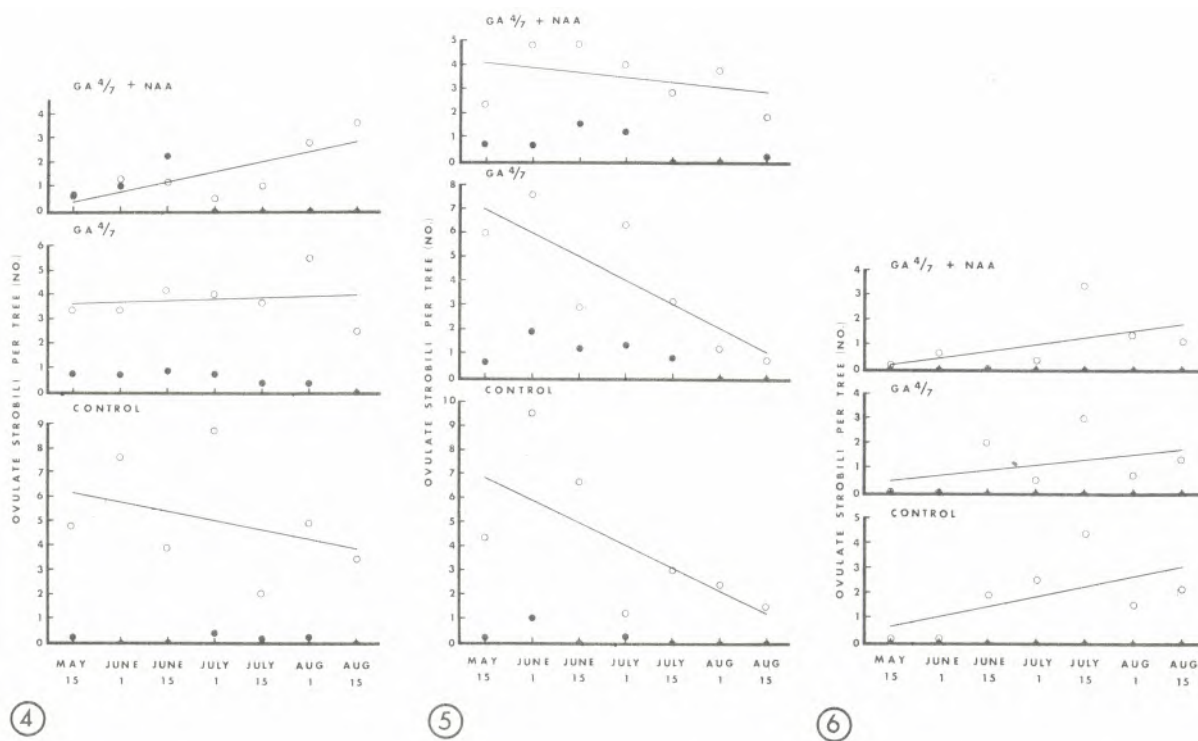 GA 4/7 + NAA
4
3
2
1
0
GA 4/7
6
5
4
3
2
1
0
CONTROL
9
8
7
6
5
4
3
2
1
0
OVULATE STROBILI PER TREE (NO.)
MAY 15
JUNE 1
JUNE 15
JULY 1
JULY 15
AUG 1
AUG 15
4
GA 4/7 + NAA
5
4
3
2
1
0
GA 4/7
8
7
6
5
4
3
2
1
0
CONTROL
10
9
8
7
6
5
4
3
2
1
0
OVULATE STROBILI PER TREE (NO.)
MAY 15
JUNE 1
JUNE 15
JULY 1
JULY 15
AUG 1
AUG 15
5
GA 4/7 + NAA
4
3
2
1
0
GA 4/7
4
3
2
1
0
CONTROL
5
4
3
2
1
0
OVULATE STROBILI PER TREE (NO.)
MAY 15
JUNE 1
JUNE 15
JULY 1
JULY 15
AUG 1
AUG 15
6